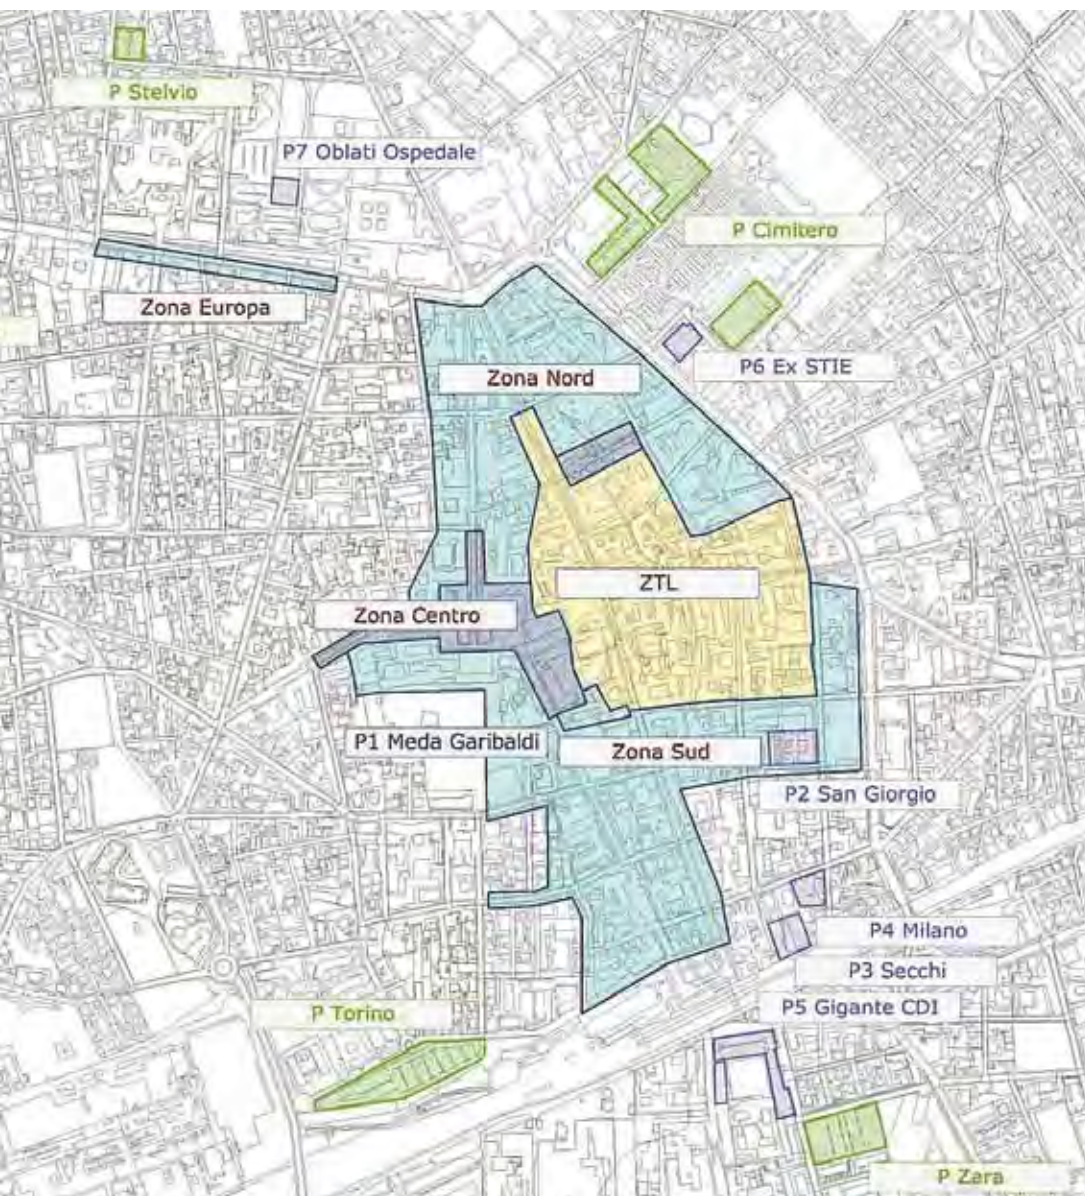 P Stelvio
P7 Oblati Ospedale
P Cimitero
Zona Europa
P6 Ex STIE
Zona Nord
ZTL
Zona Centro
P1 Meda Garibaldi
Zona Sud
P2 San Giorgio
P4 Milano
P3 Secchi
P5 Gigante CDI
P Torino
P Zara